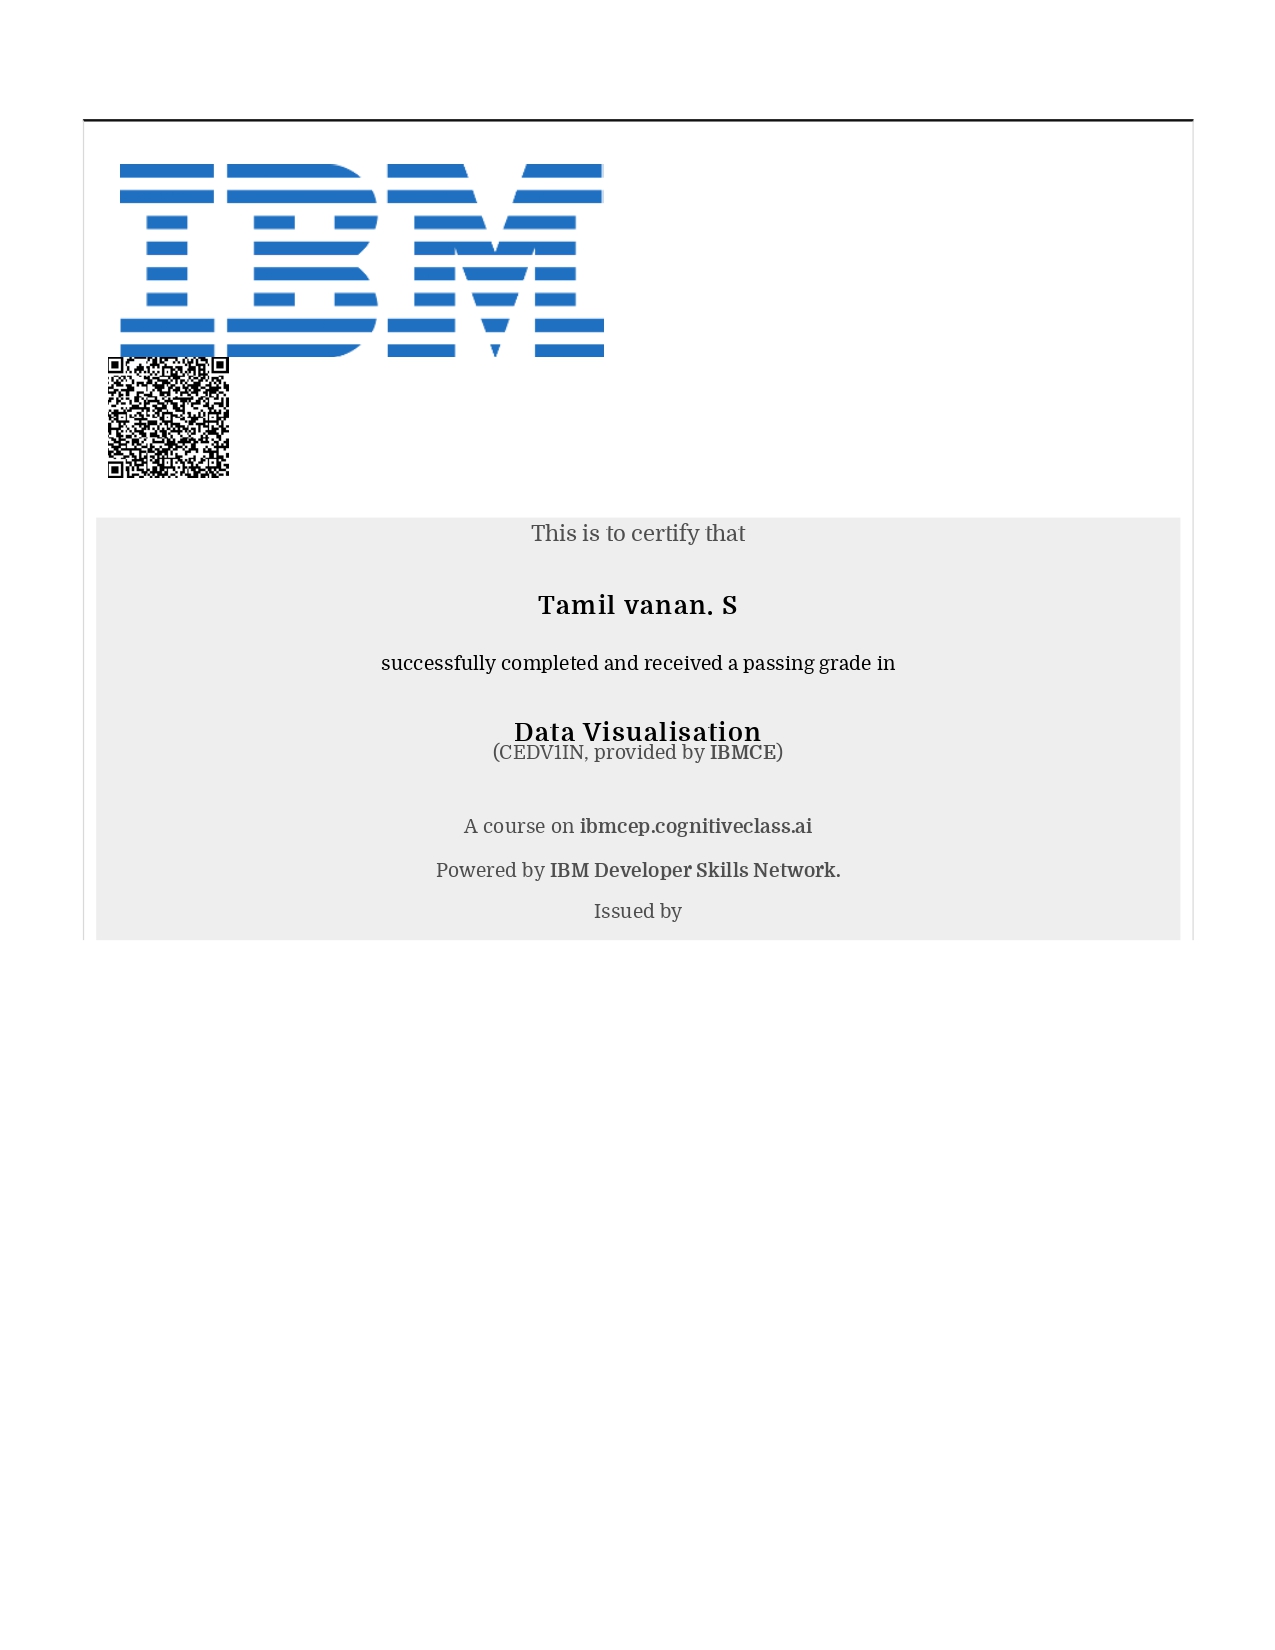 IBM
This is to certify that
Tamil vanan. S
successfully completed and received a passing grade in
Data Visualisation
(CEDV1IN, provided by IBMCE)
A course on ibmcep.cognitiveclass.ai
Powered by IBM Developer Skills Network.
Issued by